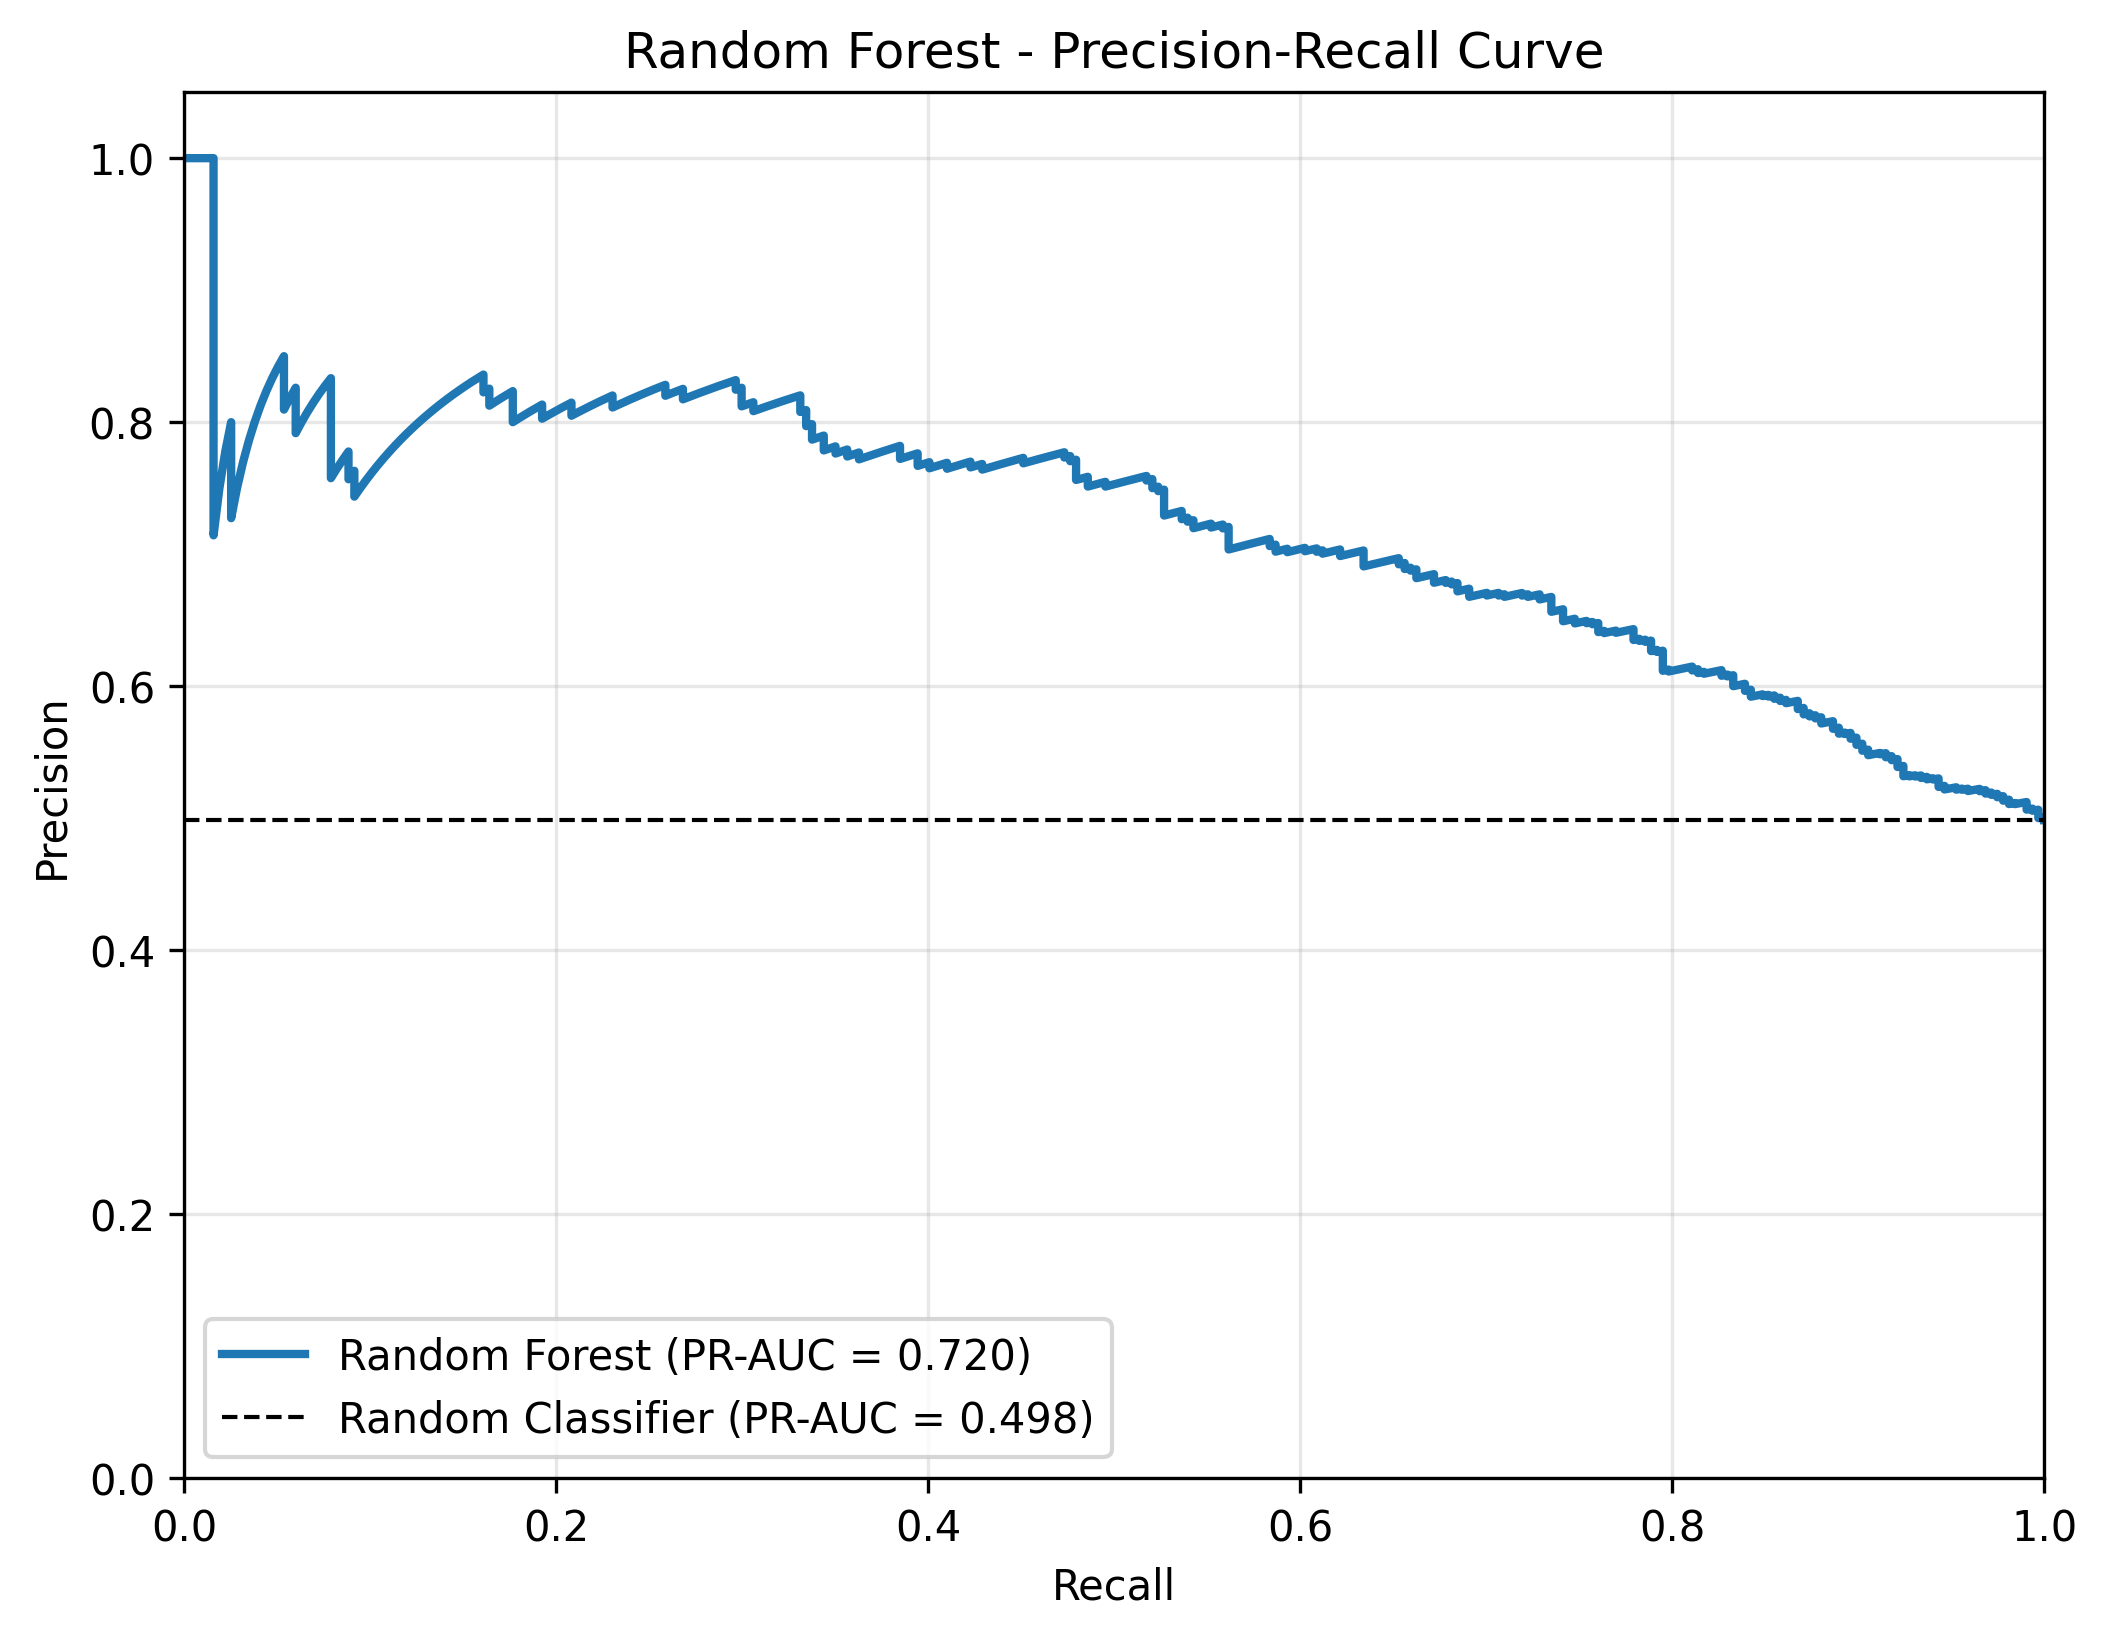 Random Forest - Precision-Recall Curve
Precision
1.0
0.8
0.6
0.4
0.2
0.0
Random Forest (PR-AUC = 0.720)
Random Classifier (PR-AUC = 0.498)
0.0 0.2 0.4 0.6 0.8 1.0
Recall